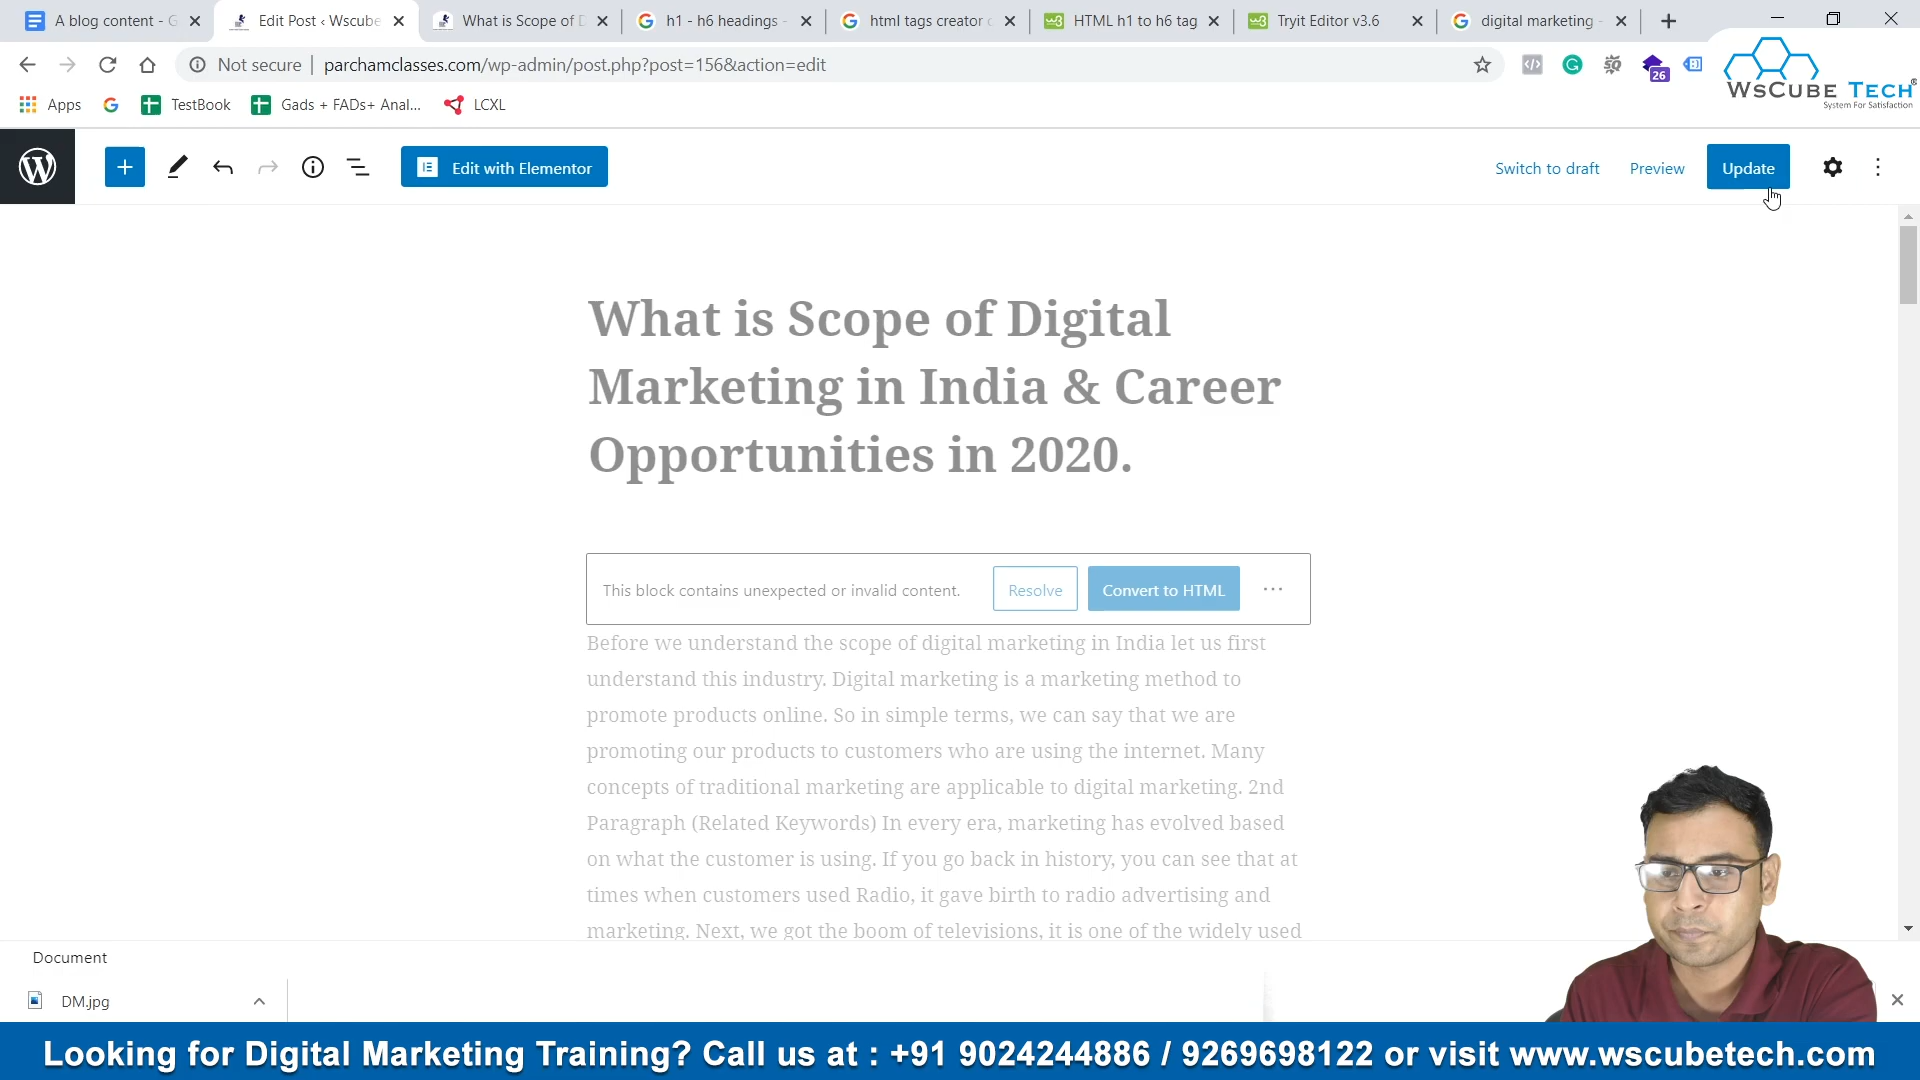 A blog content - G
Edit Post ‹ Wscube
What is Scope of D
h1 - h6 headings -
html tags creator
HTML h1 to h6 tag
Tryit Editor v3.6
digital marketing -
Not secure
parchamclasses.com/wp-admin/post.php?post=156&action=edit
26
WsCube Tech®
System For Satisfaction
Apps
TestBook
Gads + FADs+ Anal...
LCXL
Edit with Elementor
Switch to draft
Preview
Update
What is Scope of Digital
Marketing in India & Career
Opportunities in 2020.
This block contains unexpected or invalid content.
Resolve
Convert to HTML
Before we understand the scope of digital marketing in India let us first
understand this industry. Digital marketing is a marketing method to
promote products online. So in simple terms, we can say that we are
promoting our products to customers who are using the internet. Many
concepts of traditional marketing are applicable to digital marketing. 2nd
Paragraph (Related Keywords) In every era, marketing has evolved based
on what the customer is using. If you go back in history, you can see that at
times when customers used Radio, it gave birth to radio advertising and
marketing. Next, we got the boom of televisions, it is one of the widely used
Document
DM.jpg
Looking for Digital Marketing Training? Call us at : +91 9024244886 / 9269698122 or visit www.wscubetech.com